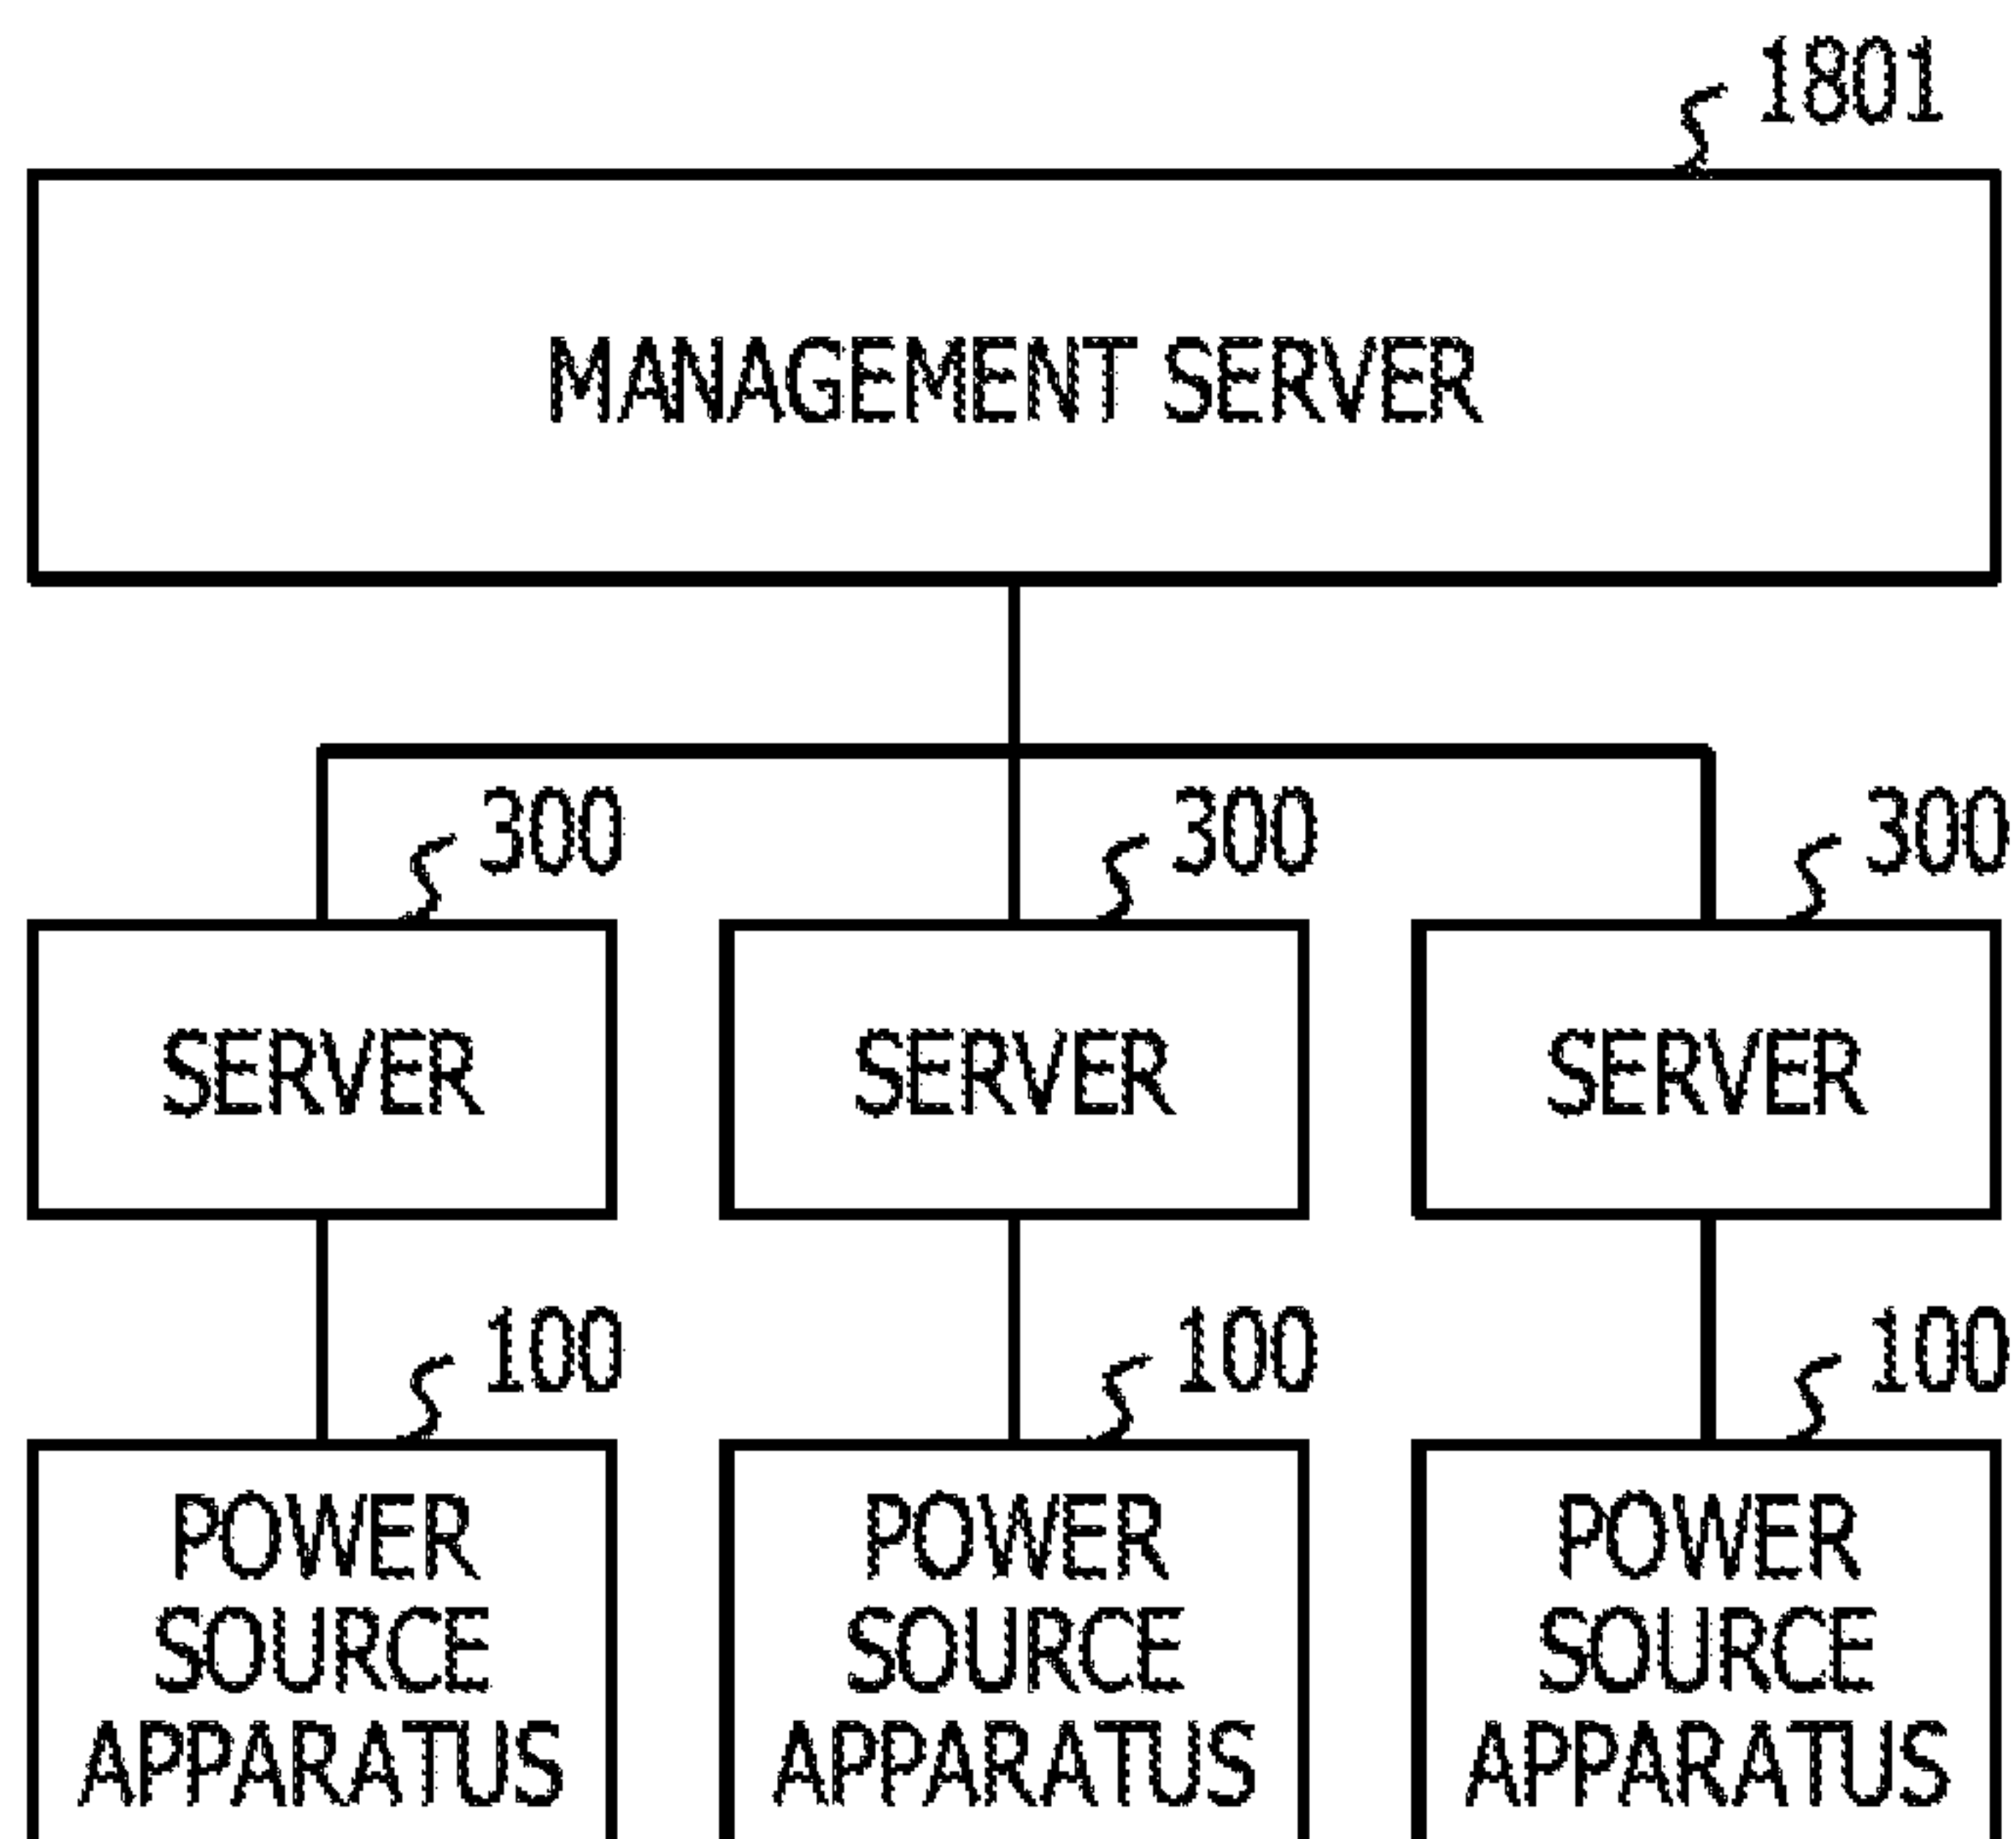 1801
MANAGEMENT SERVER
300 300 300
SERVER SERVER SERVER
100 100 100
POWER POWER POWER
SOURCE SOURCE SOURCE
APPARATUS APPARATUS APPARATUS